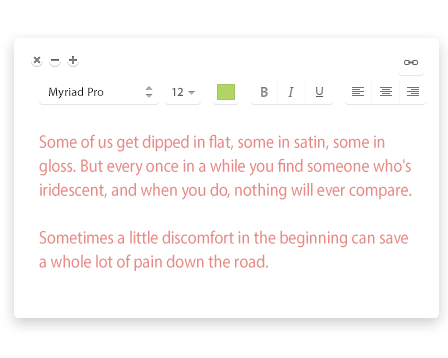 Myriad Pro 12 B I U
Some of us get dipped in flat, some in satin, some in
gloss. But every once in a while you find someone who's
iridescent, and when you do, nothing will ever compare.
Sometimes a little discomfort in the beginning can save
a whole lot of pain down the road.